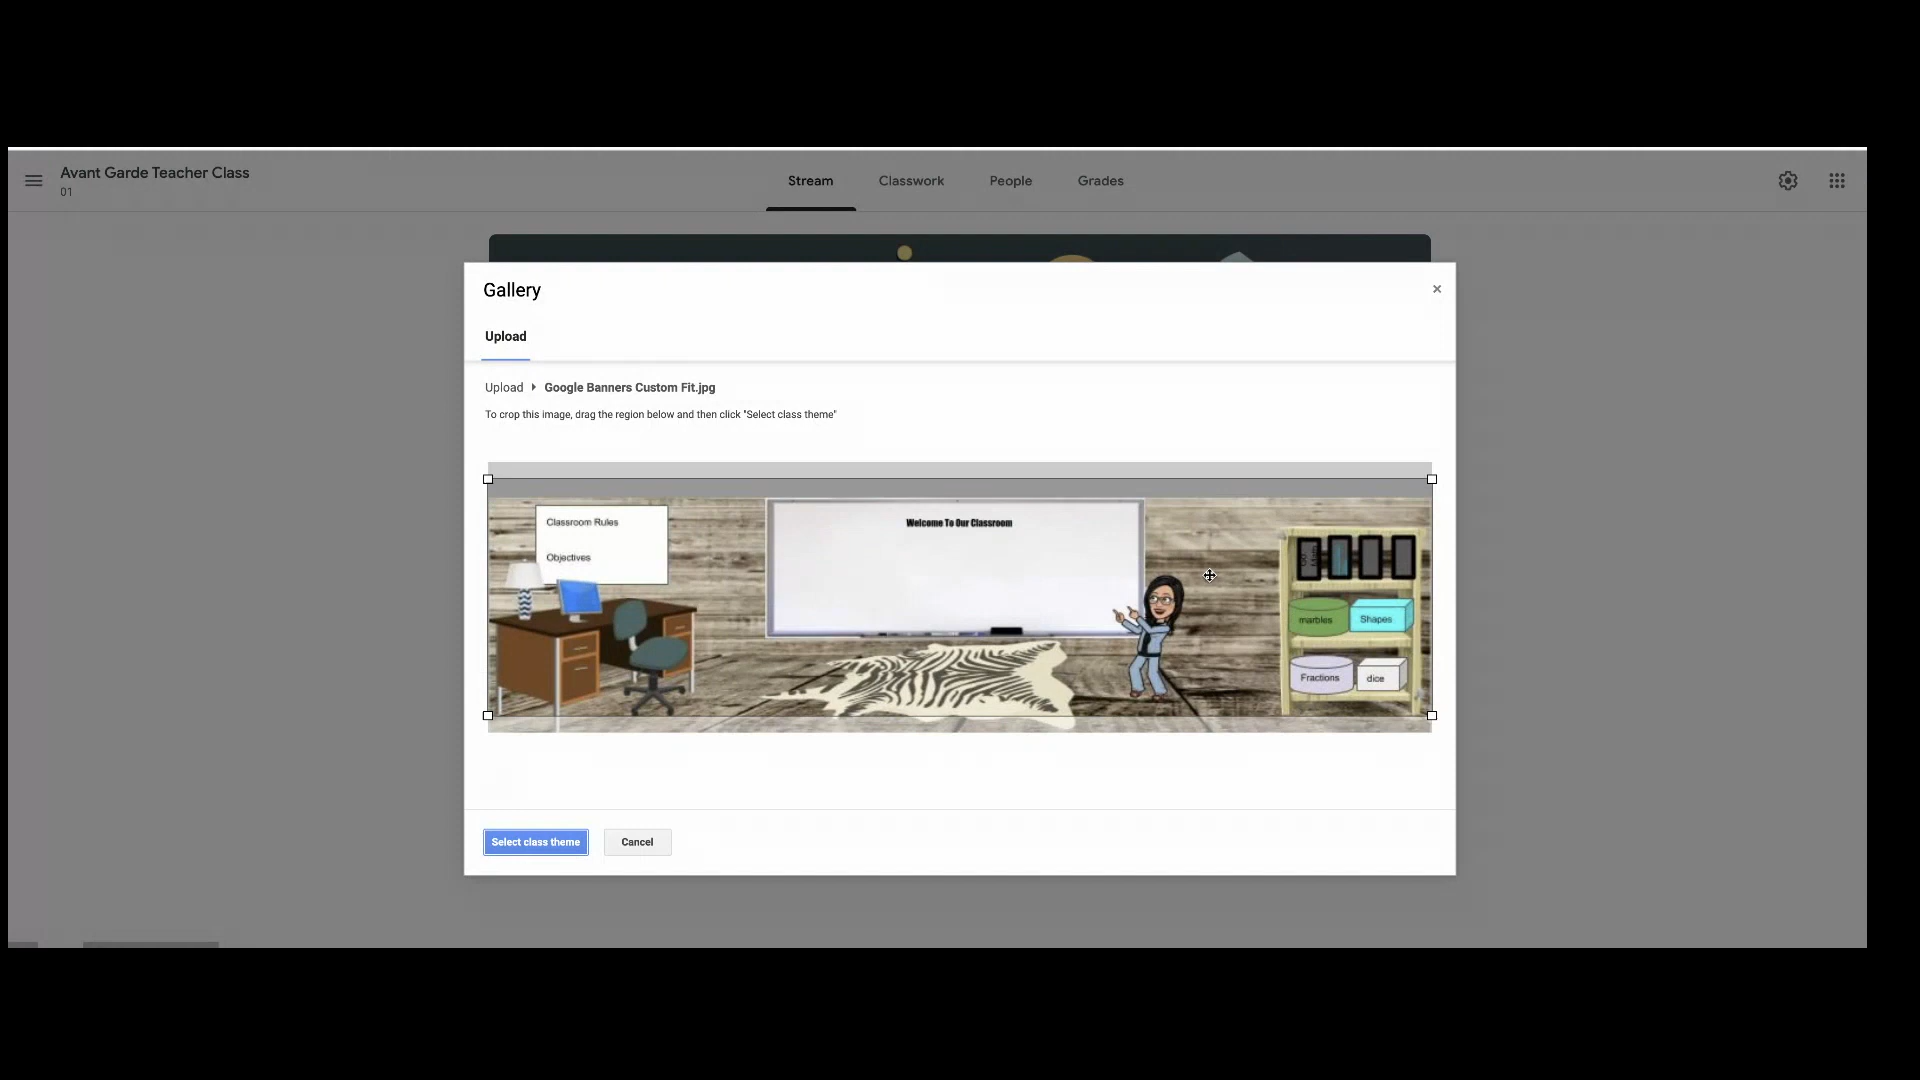 Avant Garde Teacher Class
01
Stream
Classwork
People
Grades
Gallery
Upload
Upload
Google Banners Custom Fit.jpg
To crop this image, drag the region below and then click "Select class theme"
Classroom Rules
Objectives
Welcome To Our Classroom
marbles
Shapes
Fractions
dice
Select class theme
Cancel